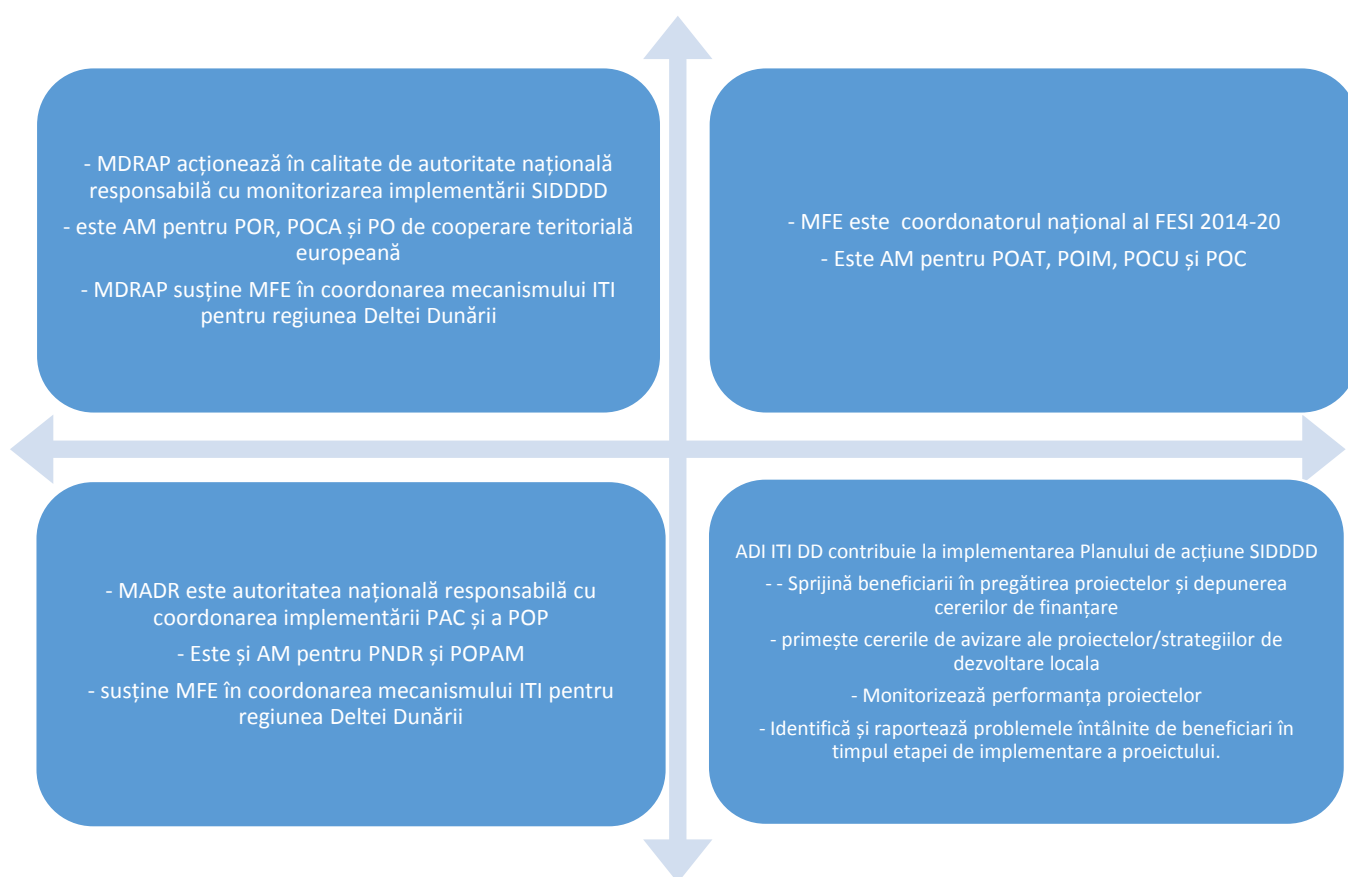 - MDRAP acționează în calitate de autoritate națională
responsabilă cu monitorizarea implementării SIDDDD
- este AM pentru POR, POCA și PO de cooperare teritorială
europeană
- MDRAP susține MFE în coordonarea mecanismului ITI
pentru regiunea Deltei Dunării
- MFE este  coordonatorul național al FESI 2014-20
- Este AM pentru POAT, POIM, POCU și POC
- MADR este autoritatea națională responsabilă cu
coordonarea implementării PAC și a POP
- Este și AM pentru PNDR și POPAM
- susține MFE în coordonarea mecanismului ITI pentru
regiunea Deltei Dunării
ADI ITI DD contribuie la implementarea Planului de acțiune SIDDDD
- - Sprijină beneficiarii în pregătirea proiectelor și depunerea
cererilor de finanțare
- primește cererile de avizare ale proiectelor/strategiilor de
dezvoltare locala
- Monitorizează performanța proiectelor
- Identifică și raportează problemele întâlnite de beneficiari în
timpul etapei de implementare a proeictului.